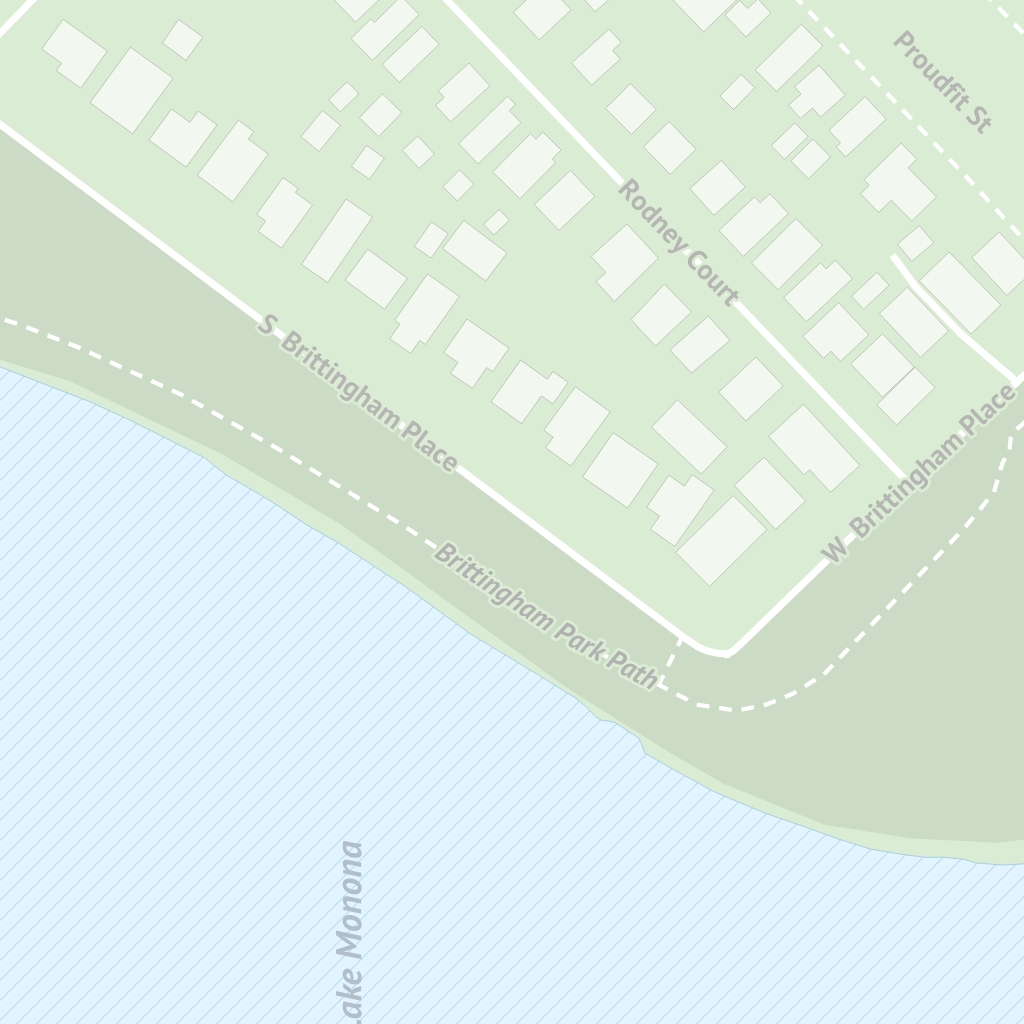 Proudfit St
Rodney Court
S Brittingham Place
W Brittingham Place
Brittingham Park Path
Lake Monona